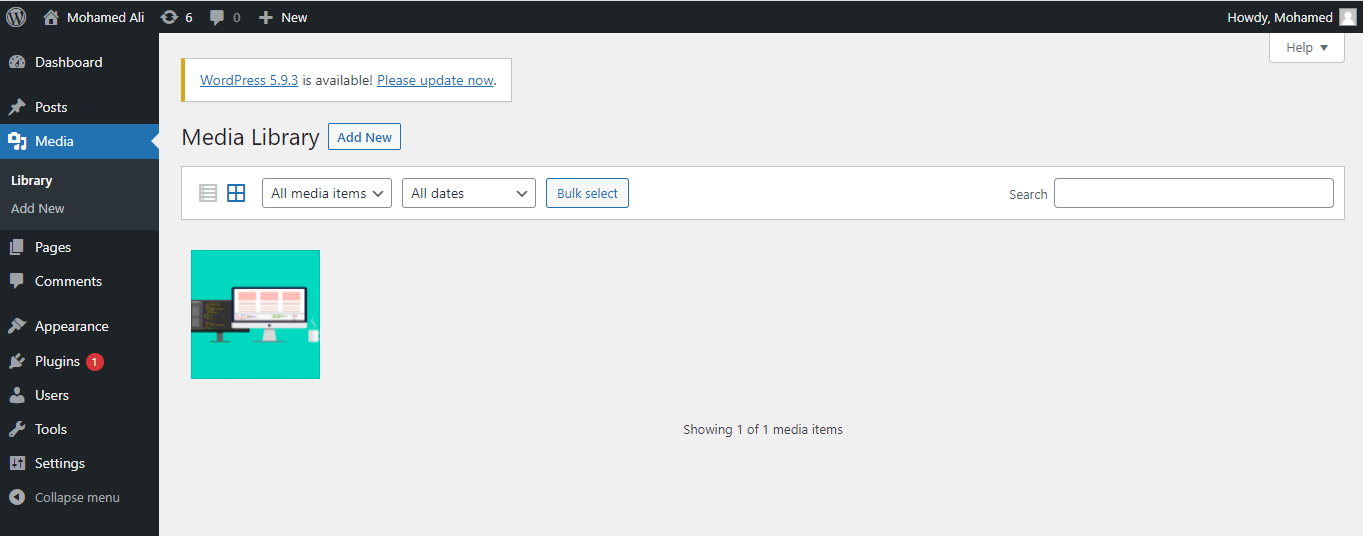 Mohamed Ali
6
0
New
Howdy, Mohamed
Dashboard
Posts
Media
Library
Add New
Pages
Comments
Appearance
Plugins 1
Users
Tools
Settings
Collapse menu
Help
WordPress 5.9.3 is available! Please update now.
Media Library
Add New
All media items
All dates
Bulk select
Search
Showing 1 of 1 media items